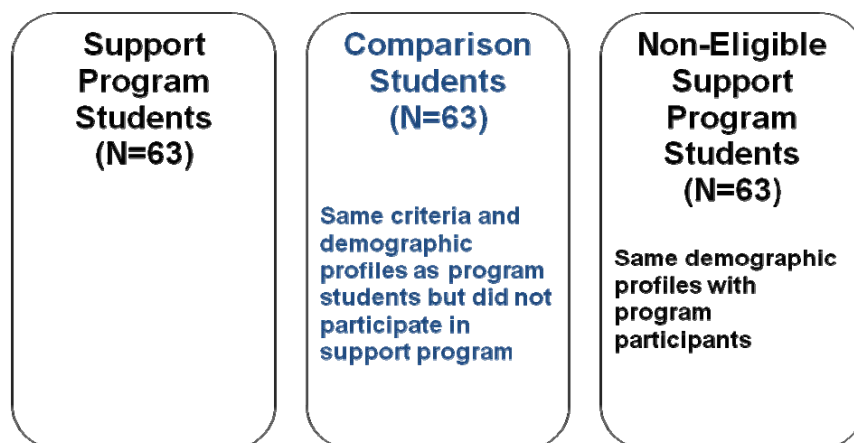 Support
Program
Students
(N=63)
Comparison
Students
(N=63)
Same criteria and
demographic
profiles as program
students but did not
participate in
support program
Non-Eligible
Support
Program
Students
(N=63)
Same demographic
profiles with
program
participants